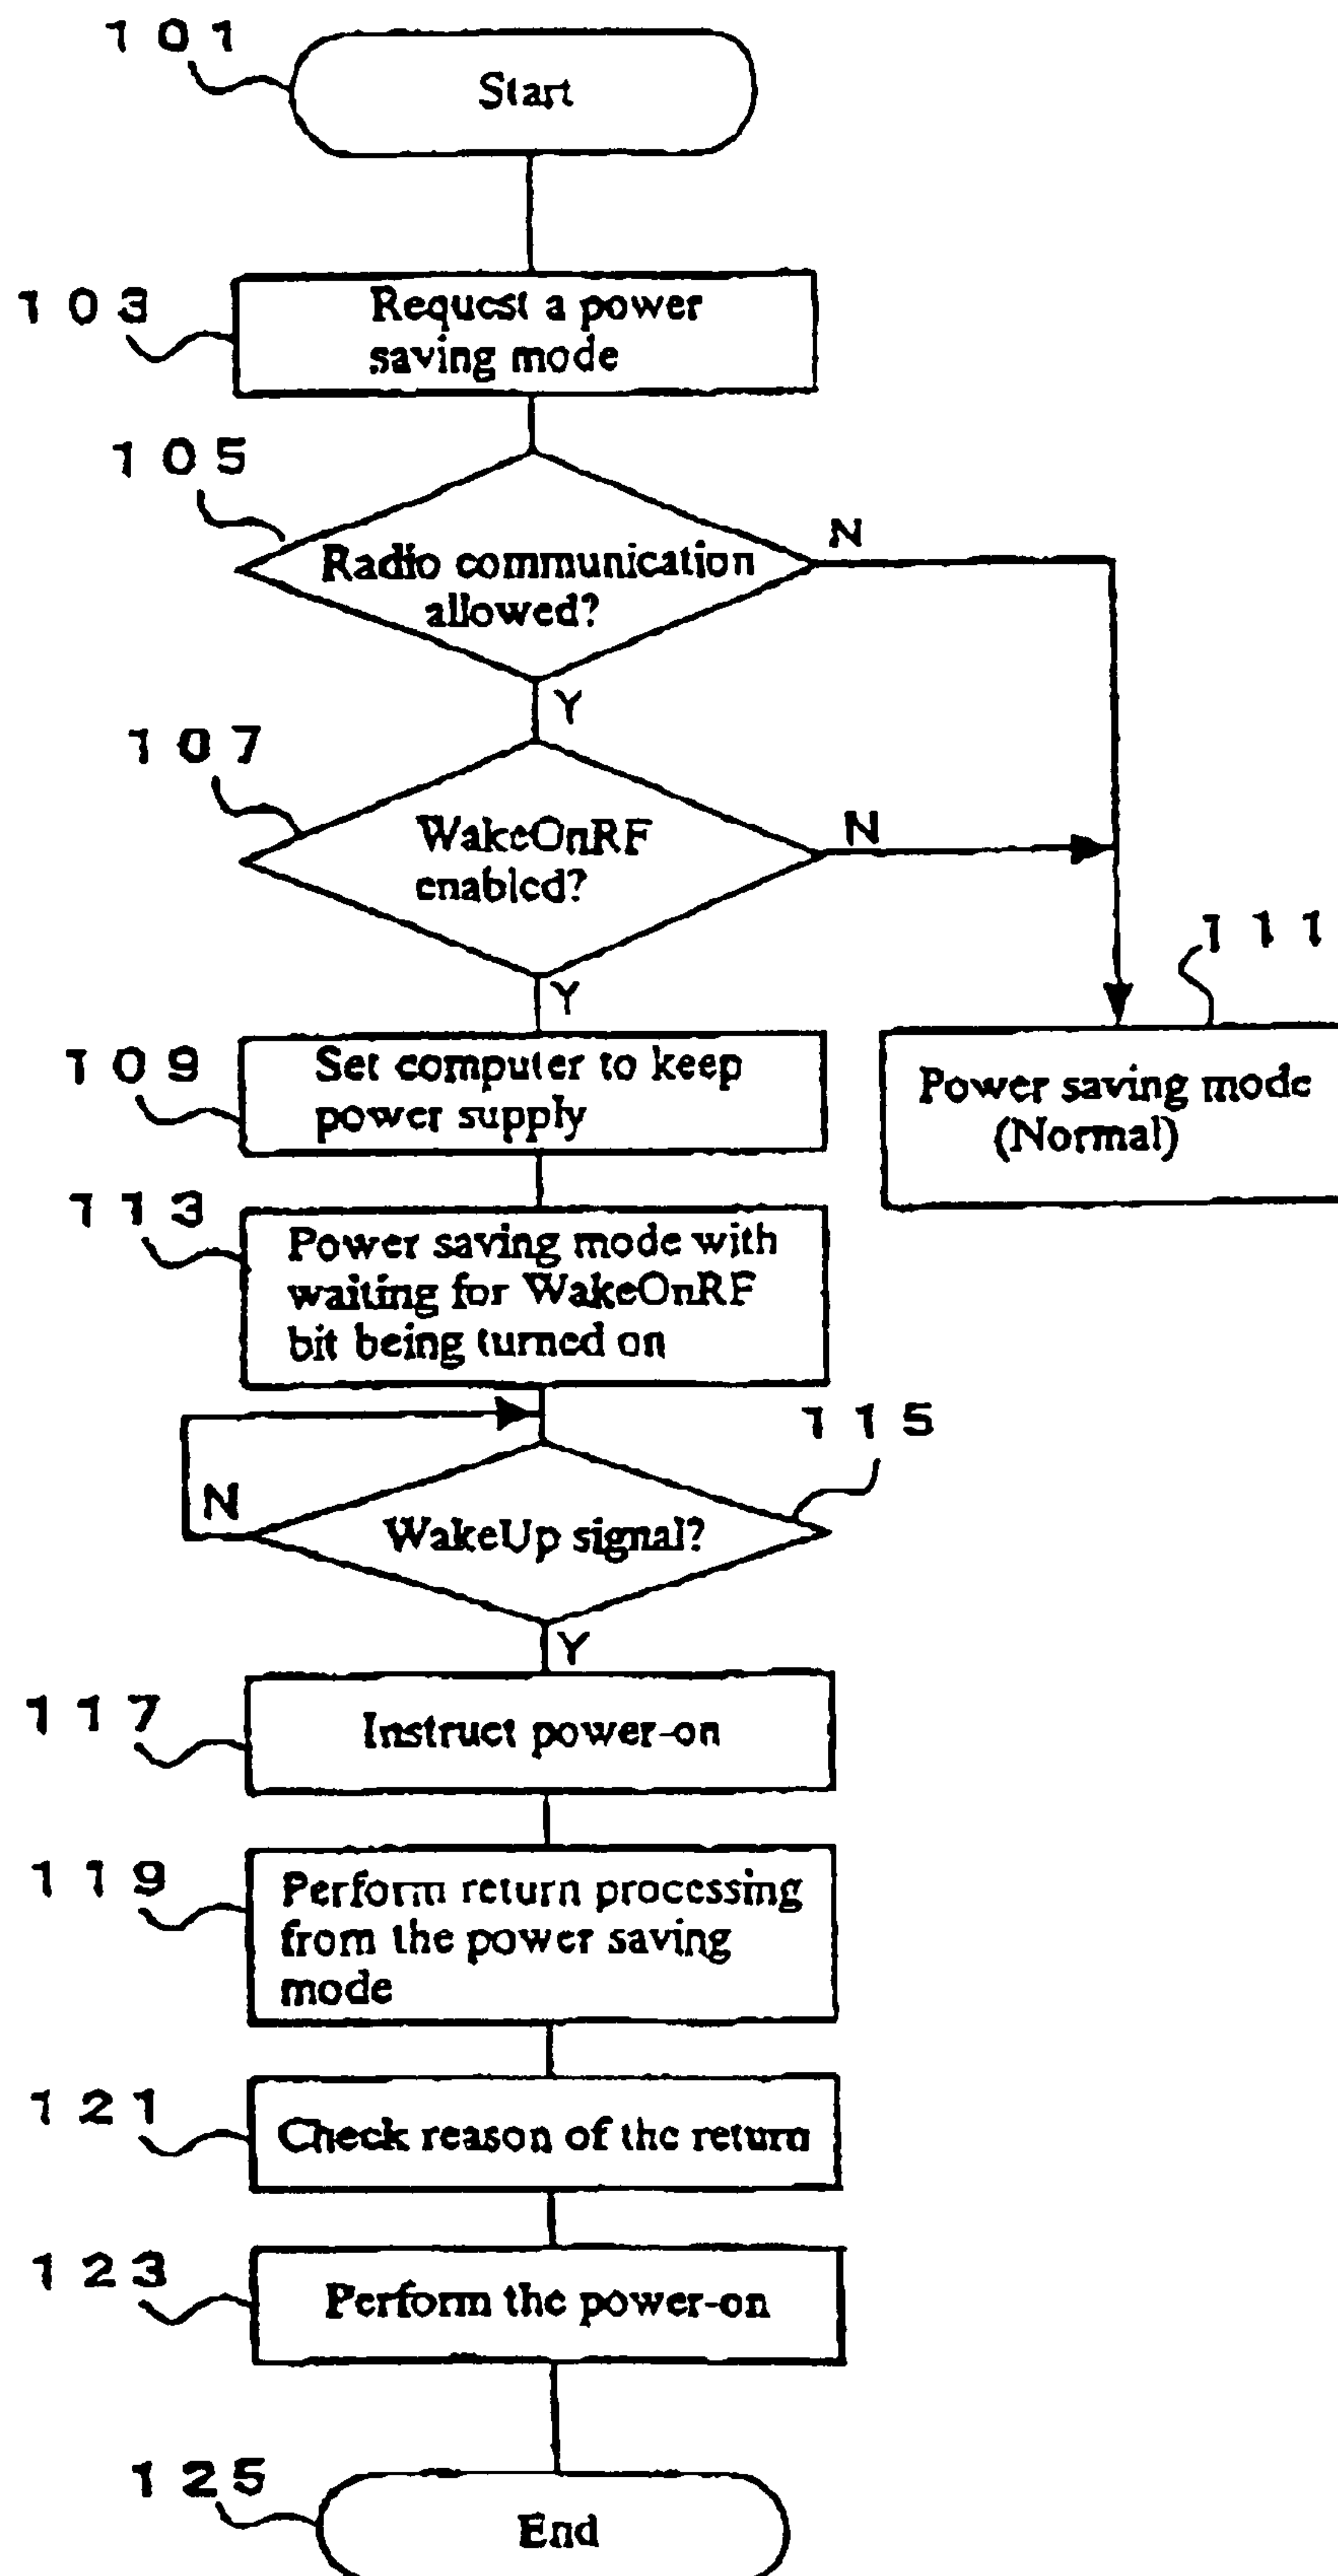 101
Start
103
Request a power
saving mode
105
Radio communication
allowed?
N
Y
107
WakeOnRF
enabled?
N
Y
111
Power saving mode
(Normal)
109
Set computer to keep
power supply
113
Power saving mode with
waiting for WakeOnRF
bit being turned on
115
WakeUp signal?
N
Y
117
Instruct power-on
119
Perform return processing
from the power saving
mode
121
Check reason of the return
123
Perform the power-on
125
End